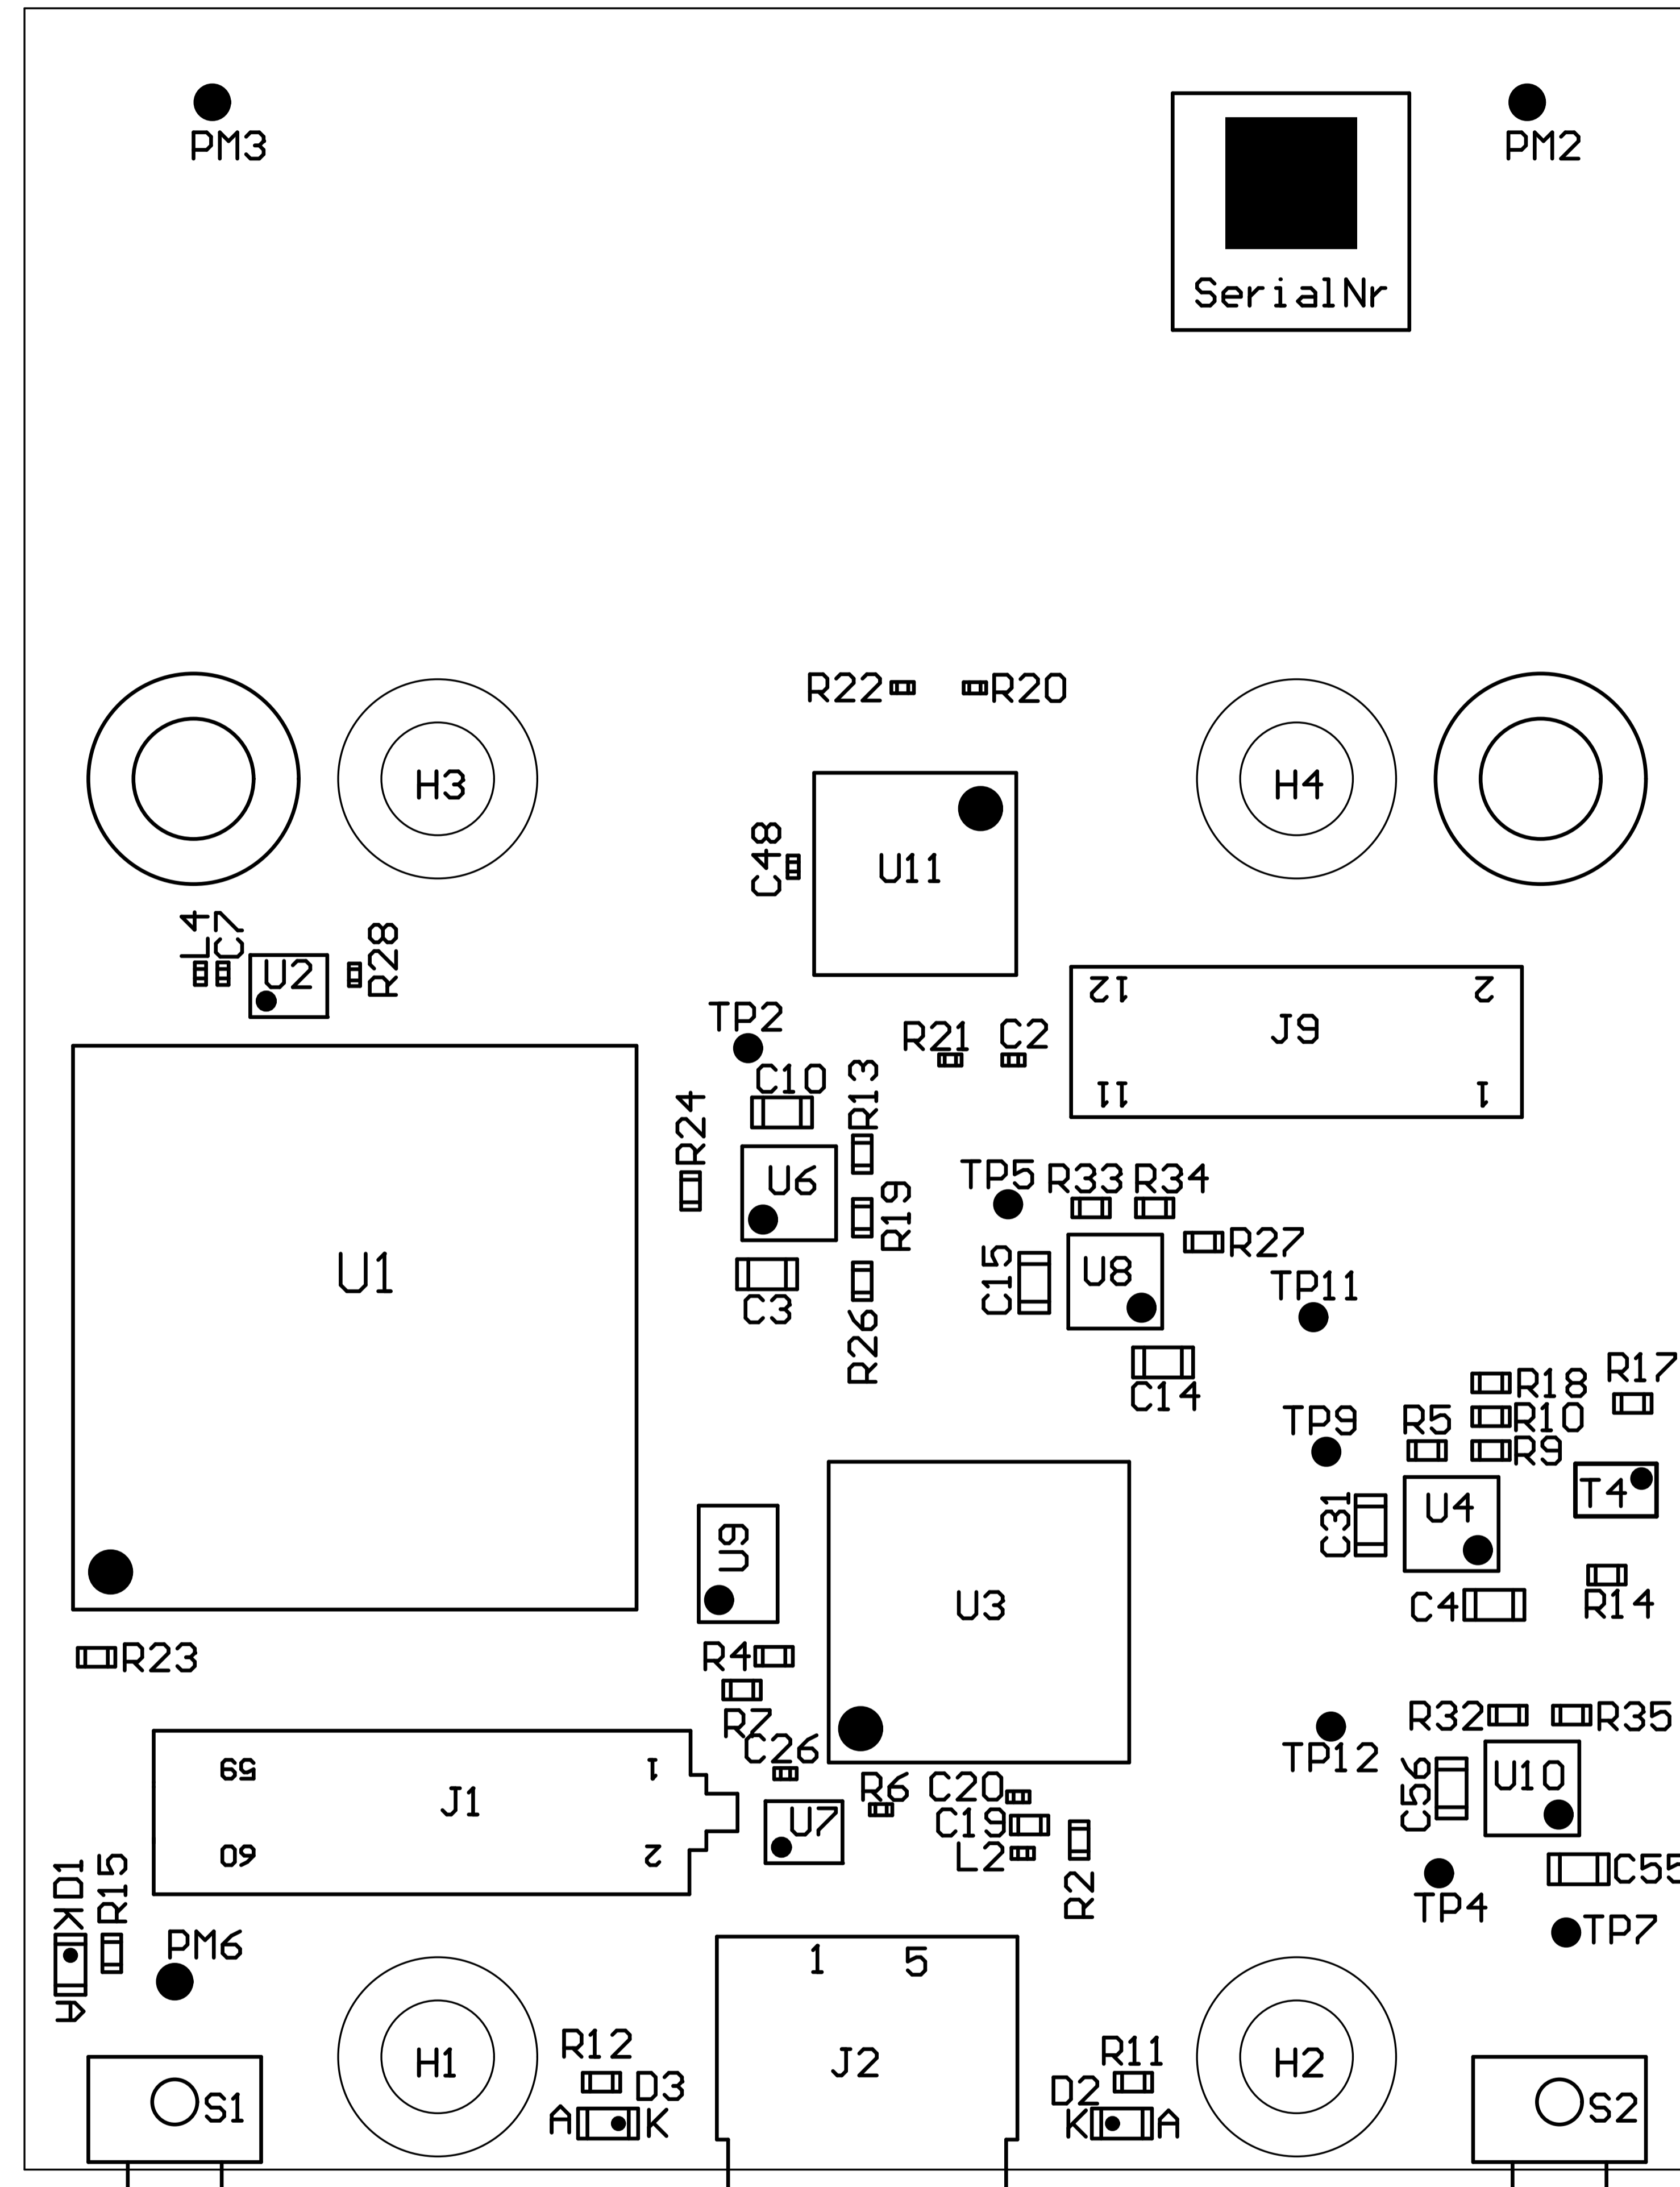 PM3
PM2
SerialNr
R22
R20
H3
H4
C48
U11
L4
C7
U2
R28
12
2
TP2
R21
C2
J9
C10
R13
11
1
R24
U6
R19
TP5
R33
R34
R27
C15
U8
U1
C3
TP11
R26
C14
R17
R18
R10
R9
TP9
R5
T4
C31
U4
U9
U3
C4
R14
R23
R4
R7
C26
R32
R35
TP12
59
1
J1
60
2
R6
C20
C19
L2
U7
R2
C56
U10
C55
TP4
TP7
KD1
R15
A
PM6
1
5
J2
H1
R12
D3
A
K
D2
R11
K
A
H2
S1
S2